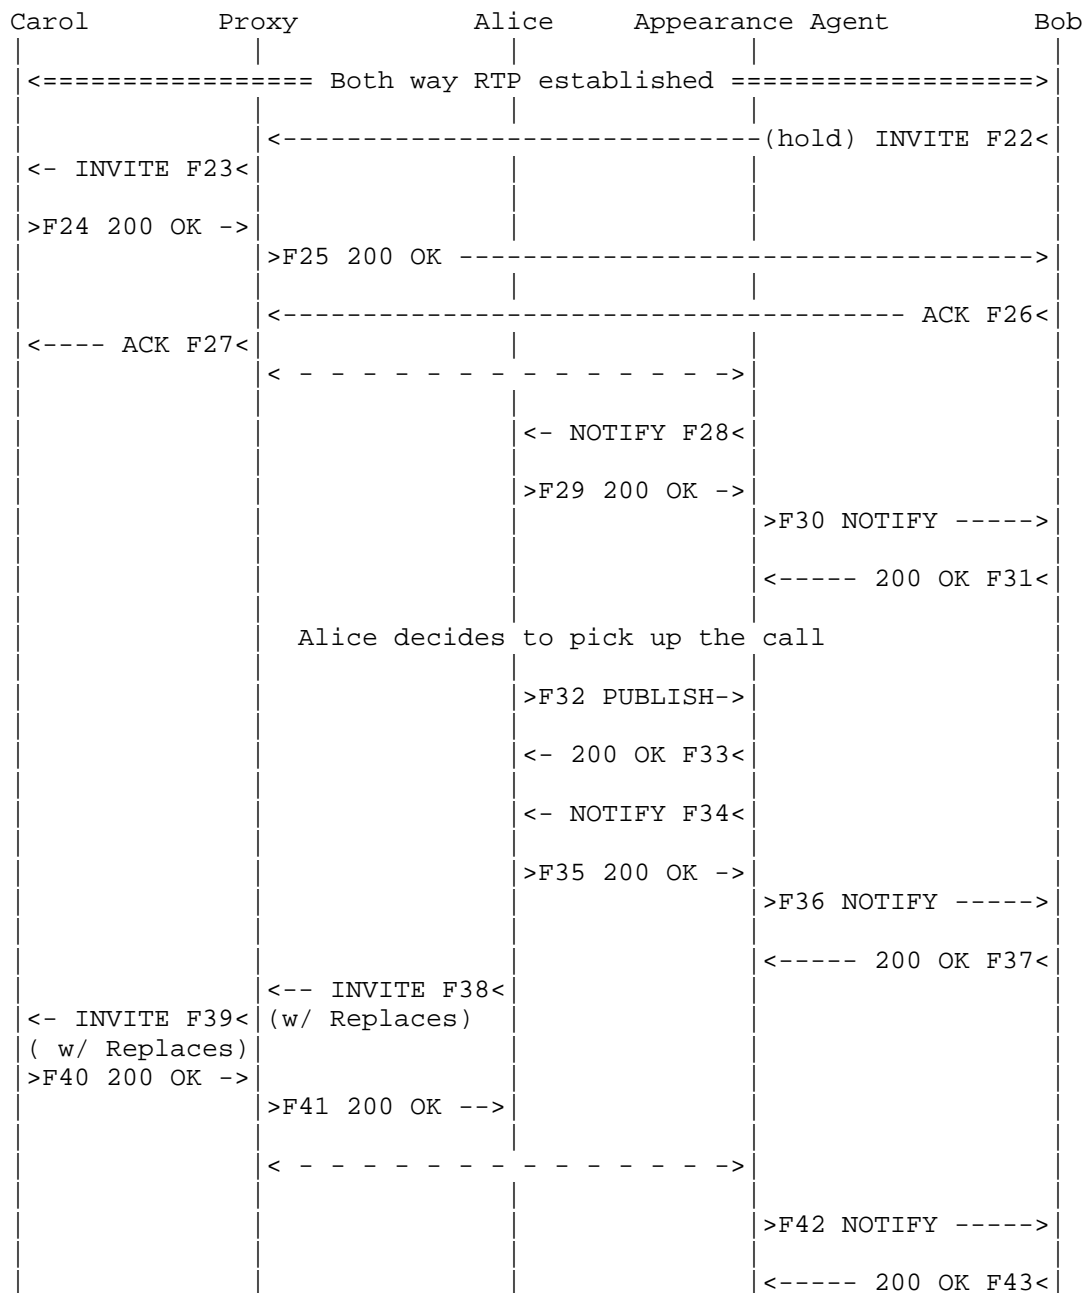 Carol Proxy Alice Appearance Agent Bob
<================= Both way RTP established ===================>
<------------------------------(hold) INVITE F22<
<- INVITE F23<
>F24 200 OK ->
>F25 200 OK ------------------------------------>
<--------------------------------------- ACK F26<
<---- ACK F27<
< - - - - - - - - - - - - - ->
<- NOTIFY F28<
>F29 200 OK ->
>F30 NOTIFY ----->
<----- 200 OK F31<
Alice decides to pick up the call
>F32 PUBLISH->
<- 200 OK F33<
<- NOTIFY F34<
>F35 200 OK ->
>F36 NOTIFY ----->
<----- 200 OK F37<
<-- INVITE F38<
<- INVITE F39< (w/ Replaces)
( w/ Replaces)
>F40 200 OK ->
>F41 200 OK -->
< - - - - - - - - - - - - - ->
>F42 NOTIFY ----->
<----- 200 OK F43<